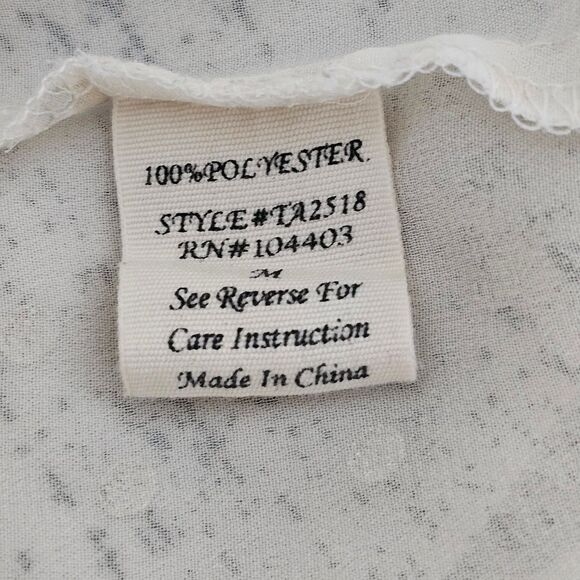 100%POLYESTER.
STYLE#TA2518
RN#104403
M
See Reverse For
Care Instruction
Made In China